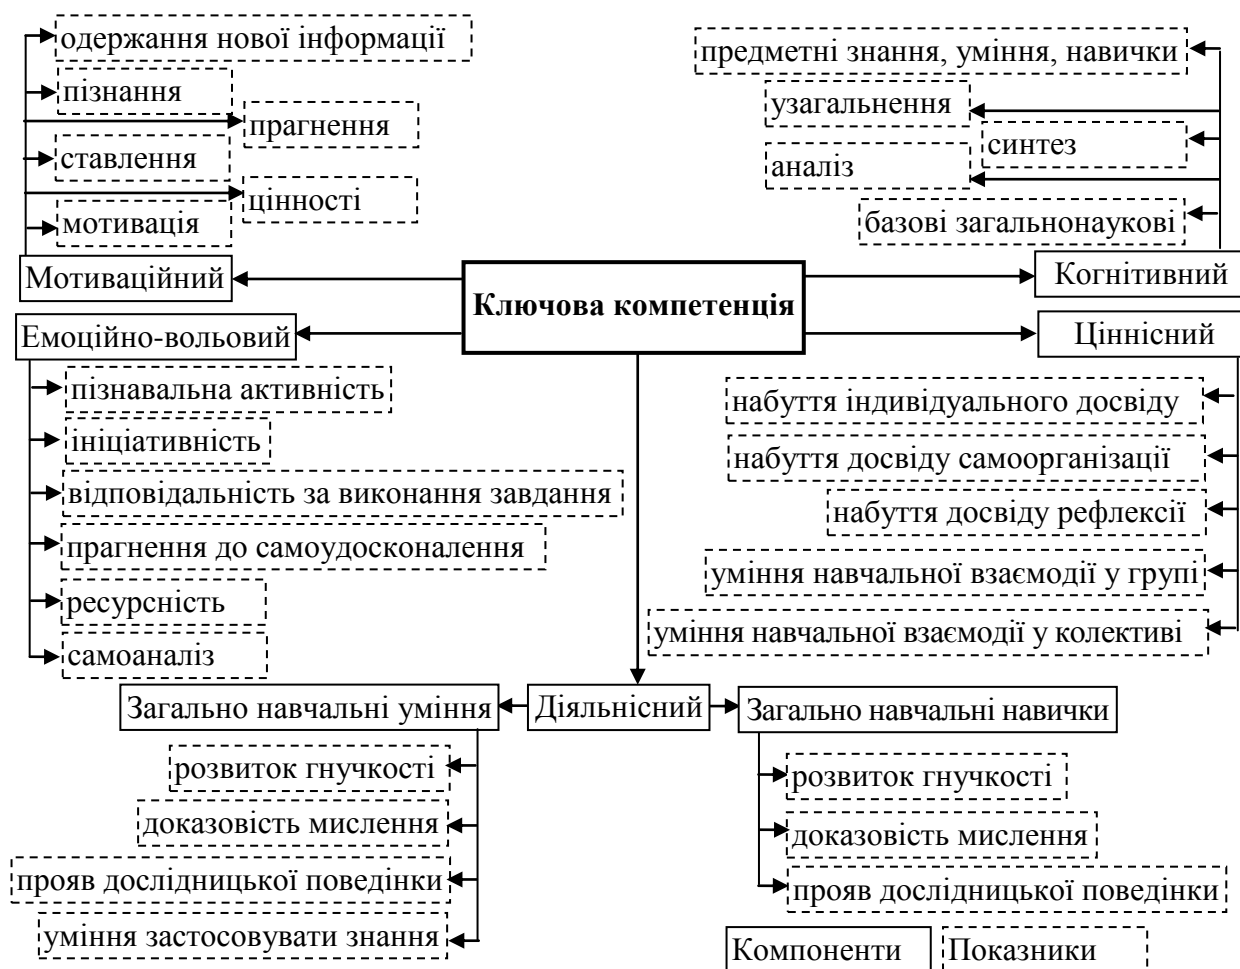 одержання нової інформації
пізнання
прагнення
ставлення
цінності
мотивація
Мотиваційний
предметні знання, уміння, навички
узагальнення
синтез
аналіз
базові загальнонаукові
Когнітивний
Ключова компетенція
Емоційно-вольовий
Ціннісний
пізнавальна активність
ініціативність
відповідальність за виконання завдання
прагнення до самоудосконалення
ресурсність
самоаналіз
набуття індивідуального досвіду
набуття досвіду самоорганізації
набуття досвіду рефлексії
уміння навчальної взаємодії у групі
уміння навчальної взаємодії у колективі
Загально навчальні уміння
Діяльнісний
Загально навчальні навички
розвиток гнучкості
доказовість мислення
прояв дослідницької поведінки
уміння застосовувати знання
розвиток гнучкості
доказовість мислення
прояв дослідницької поведінки
Компоненти
Показники